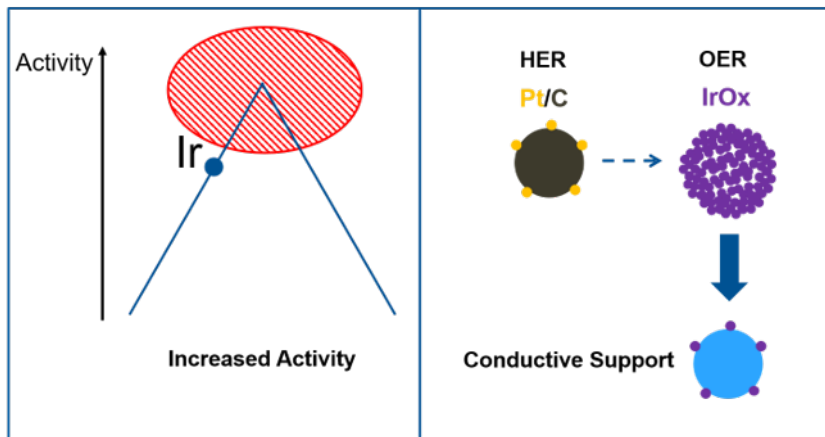 Activity
Ir
Increased Activity
HER
OER
Pt/C
IrOx
Conductive Support